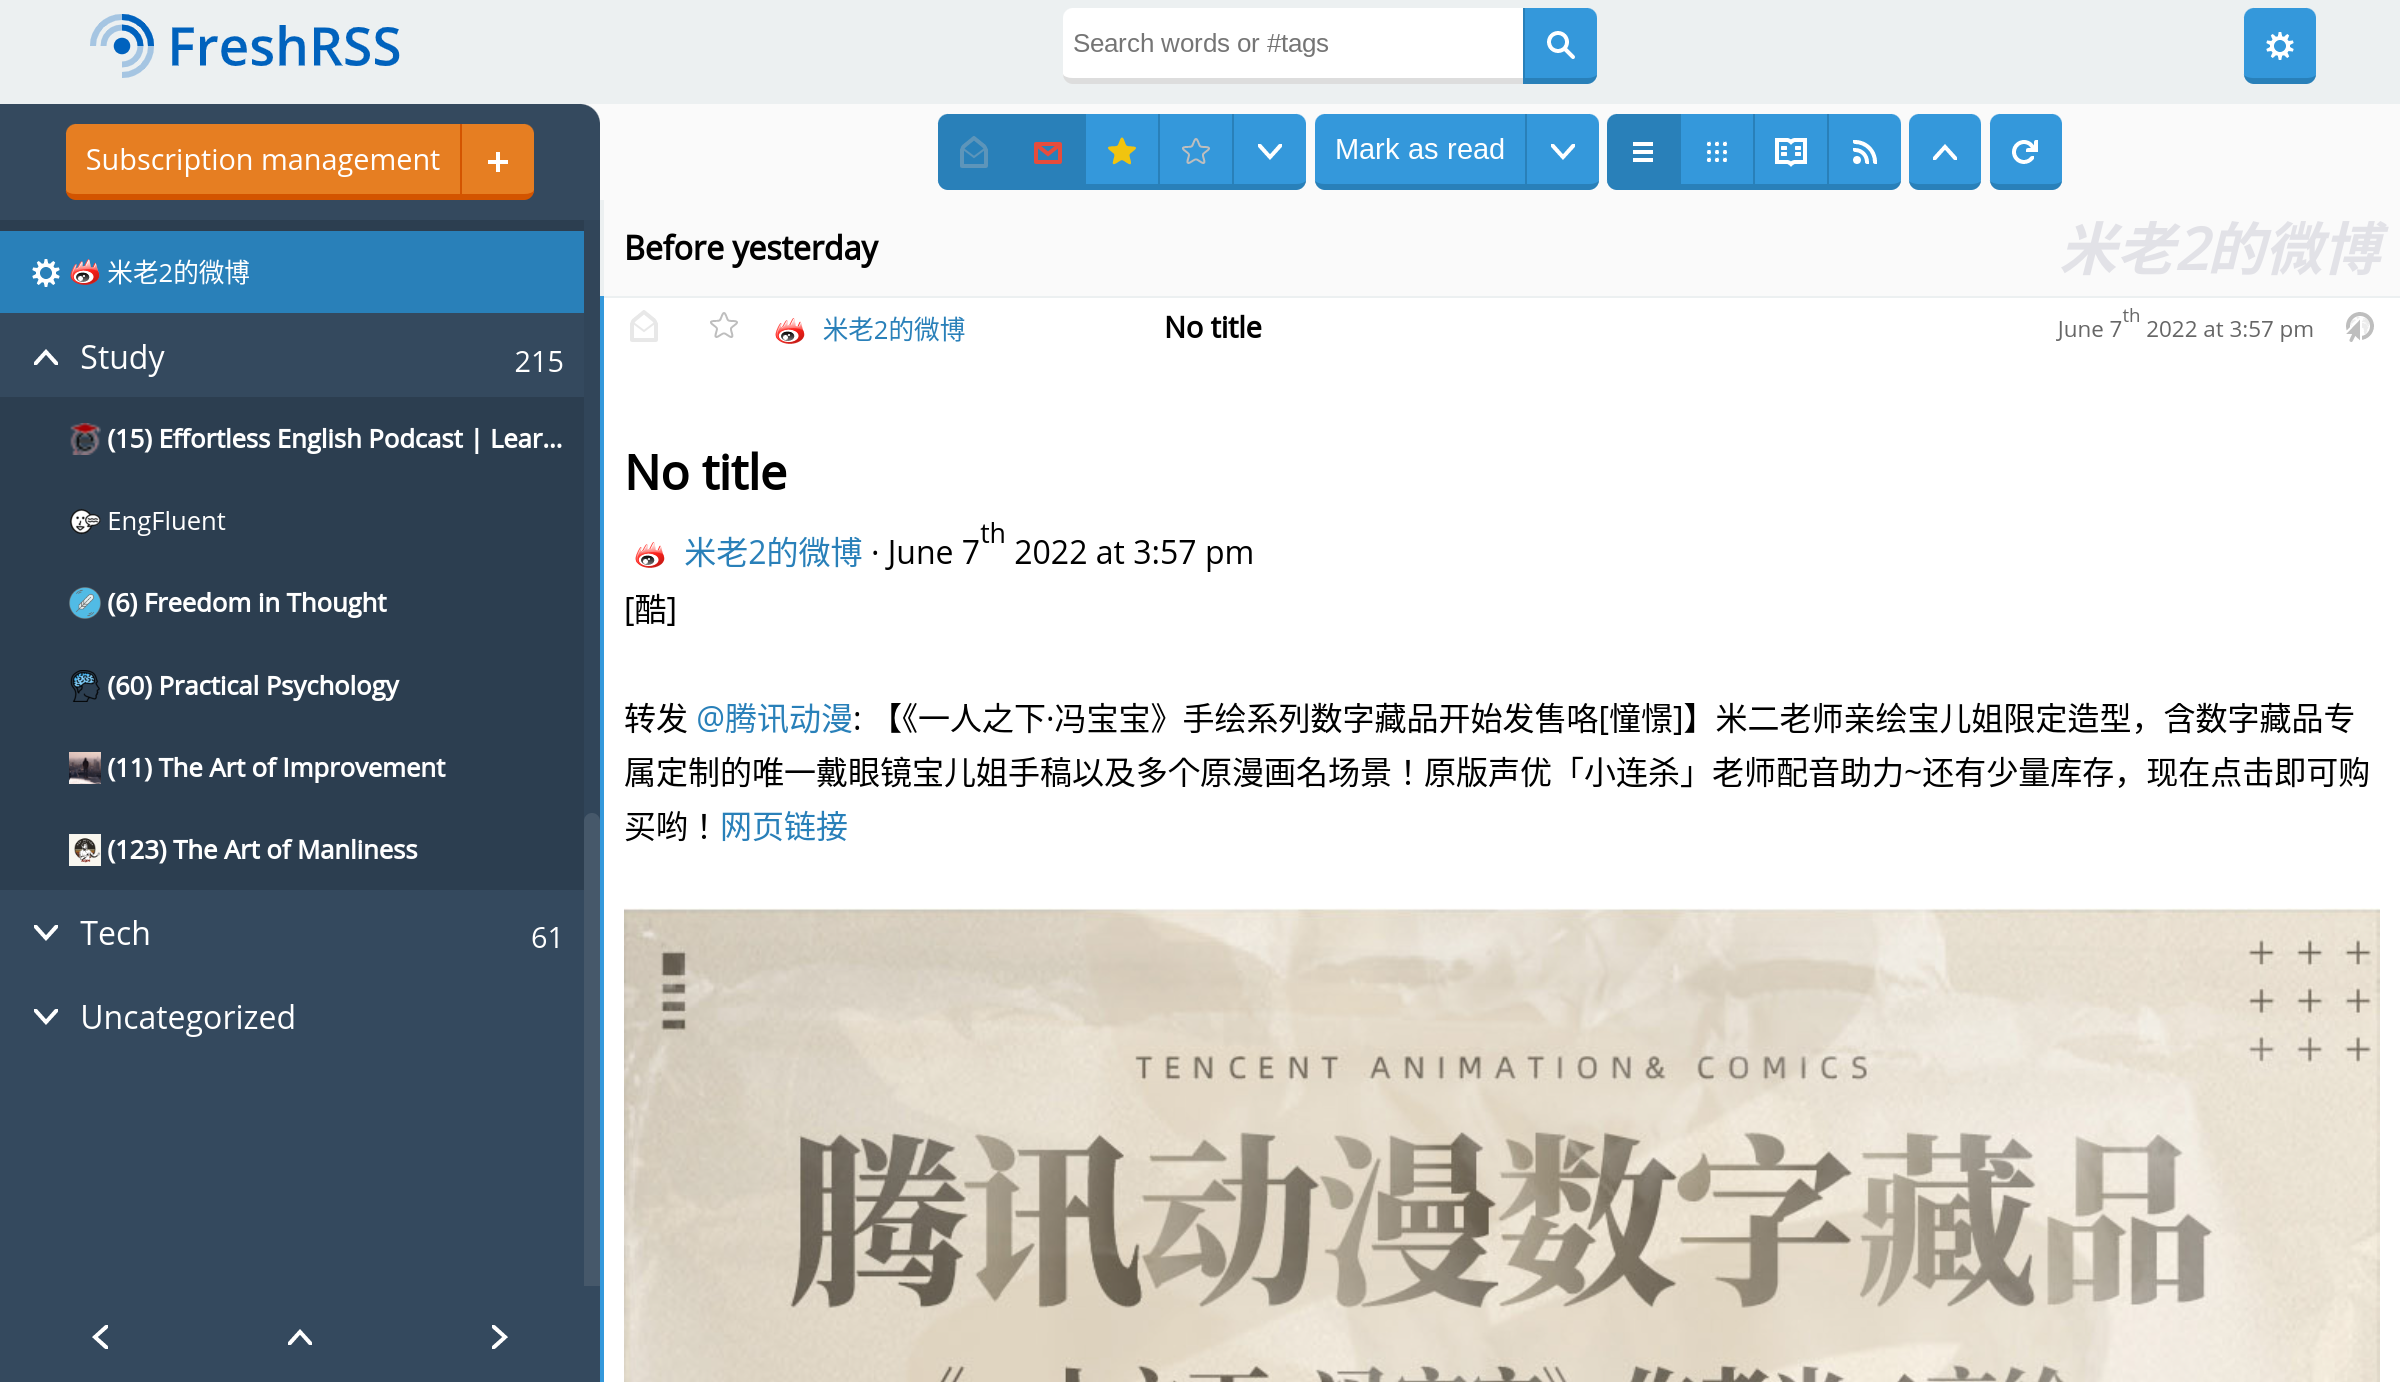 FreshRSS
Search words or #tags
Subscription management
Mark as read
米老2的微博
Study 215
(15) Effortless English Podcast | Lear...
EngFluent
(6) Freedom in Thought
(60) Practical Psychology
(11) The Art of Improvement
(123) The Art of Manliness
Tech 61
Uncategorized
Before yesterday
米老2的微博
米老2的微博 No title June 7th 2022 at 3:57 pm
No title
米老2的微博 · June 7th 2022 at 3:57 pm
[酷]
转发 @腾讯动漫: 【《一人之下·冯宝宝》手绘系列数字藏品开始发售咯[憧憬]】米二老师亲绘宝儿姐限定造型，含数字藏品专
属定制的唯一戴眼镜宝儿姐手稿以及多个原漫画名场景！原版声优「小连杀」老师配音助力~还有少量库存，现在点击即可购
买哟！网页链接
TENCENT ANIMATION& COMICS
腾讯动漫数字藏品